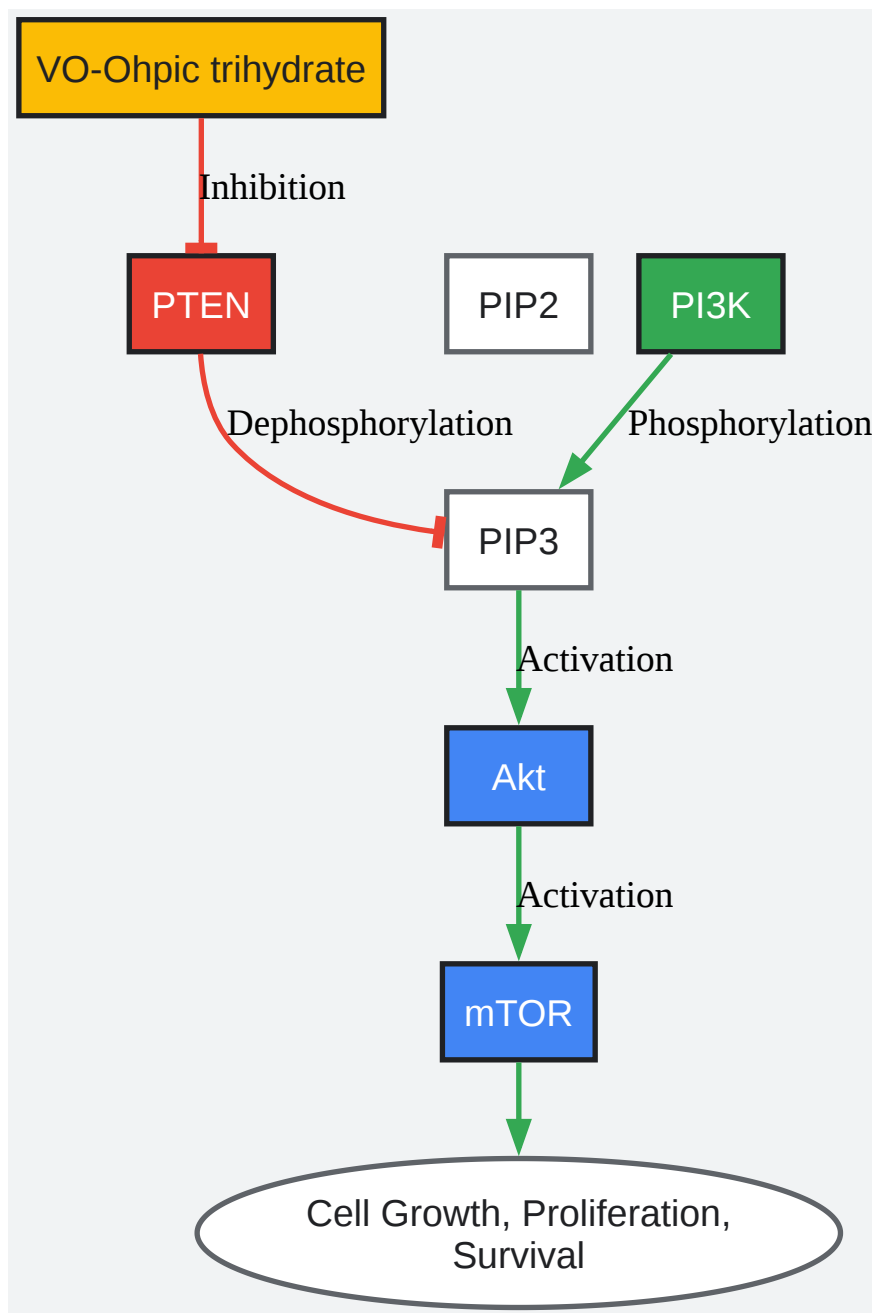 VO-Ohpic trihydrate
Inhibition
PTEN
PIP2
PI3K
Dephosphorylation
Phosphorylation
PIP3
Activation
Akt
Activation
mTOR
Cell Growth, Proliferation,
Survival